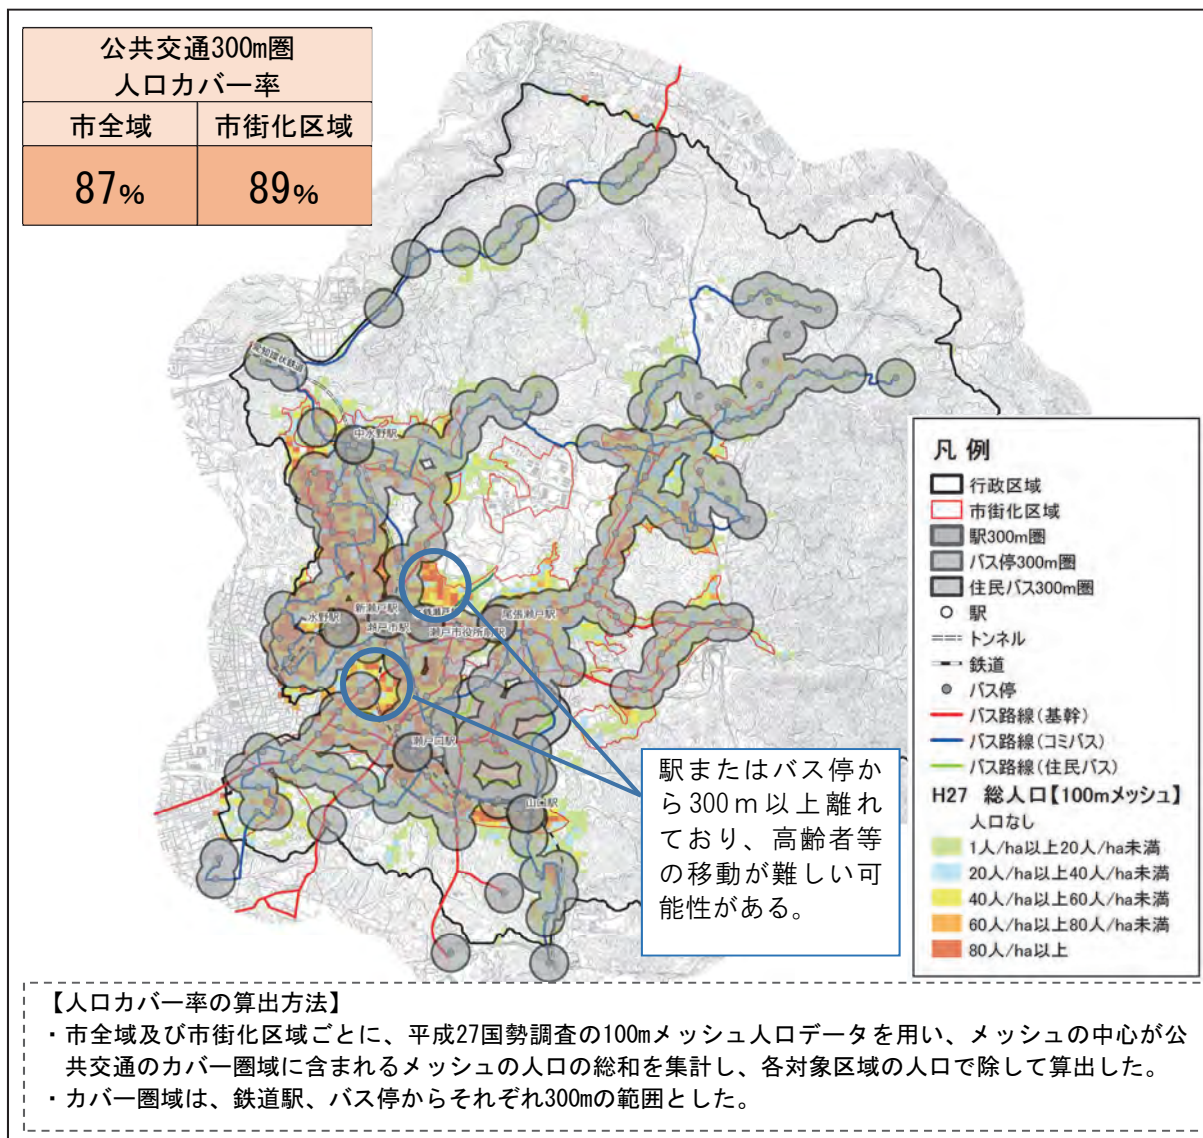 公共交通300m圏
人口カバー率
市全域
市街化区域
87%
89%
愛知環状鉄道
中水野駅
新瀬戸駅
水野駅
瀬戸市駅
瀬戸市役所前駅
尾張瀬戸駅
瀬戸口駅
山口駅
駅またはバス停か
ら300ｍ以上離れ
ており、高齢者等
の移動が難しい可
能性がある。
凡 例
行政区域
市街化区域
駅300m圏
バス停300m圏
住民バス300m圏
駅
トンネル
鉄道
バス停
バス路線(基幹)
バス路線(コミバス)
バス路線(住民バス)
H27 総人口【100mメッシュ】
人口なし
1人/ha以上20人/ha未満
20人/ha以上40人/ha未満
40人/ha以上60人/ha未満
60人/ha以上80人/ha未満
80人/ha以上
【人口カバー率の算出方法】
・市全域及び市街化区域ごとに、平成27国勢調査の100mメッシュ人口データを用い、メッシュの中心が公
共交通のカバー圏域に含まれるメッシュの人口の総和を集計し、各対象区域の人口で除して算出した。
・カバー圏域は、鉄道駅、バス停からそれぞれ300mの範囲とした。